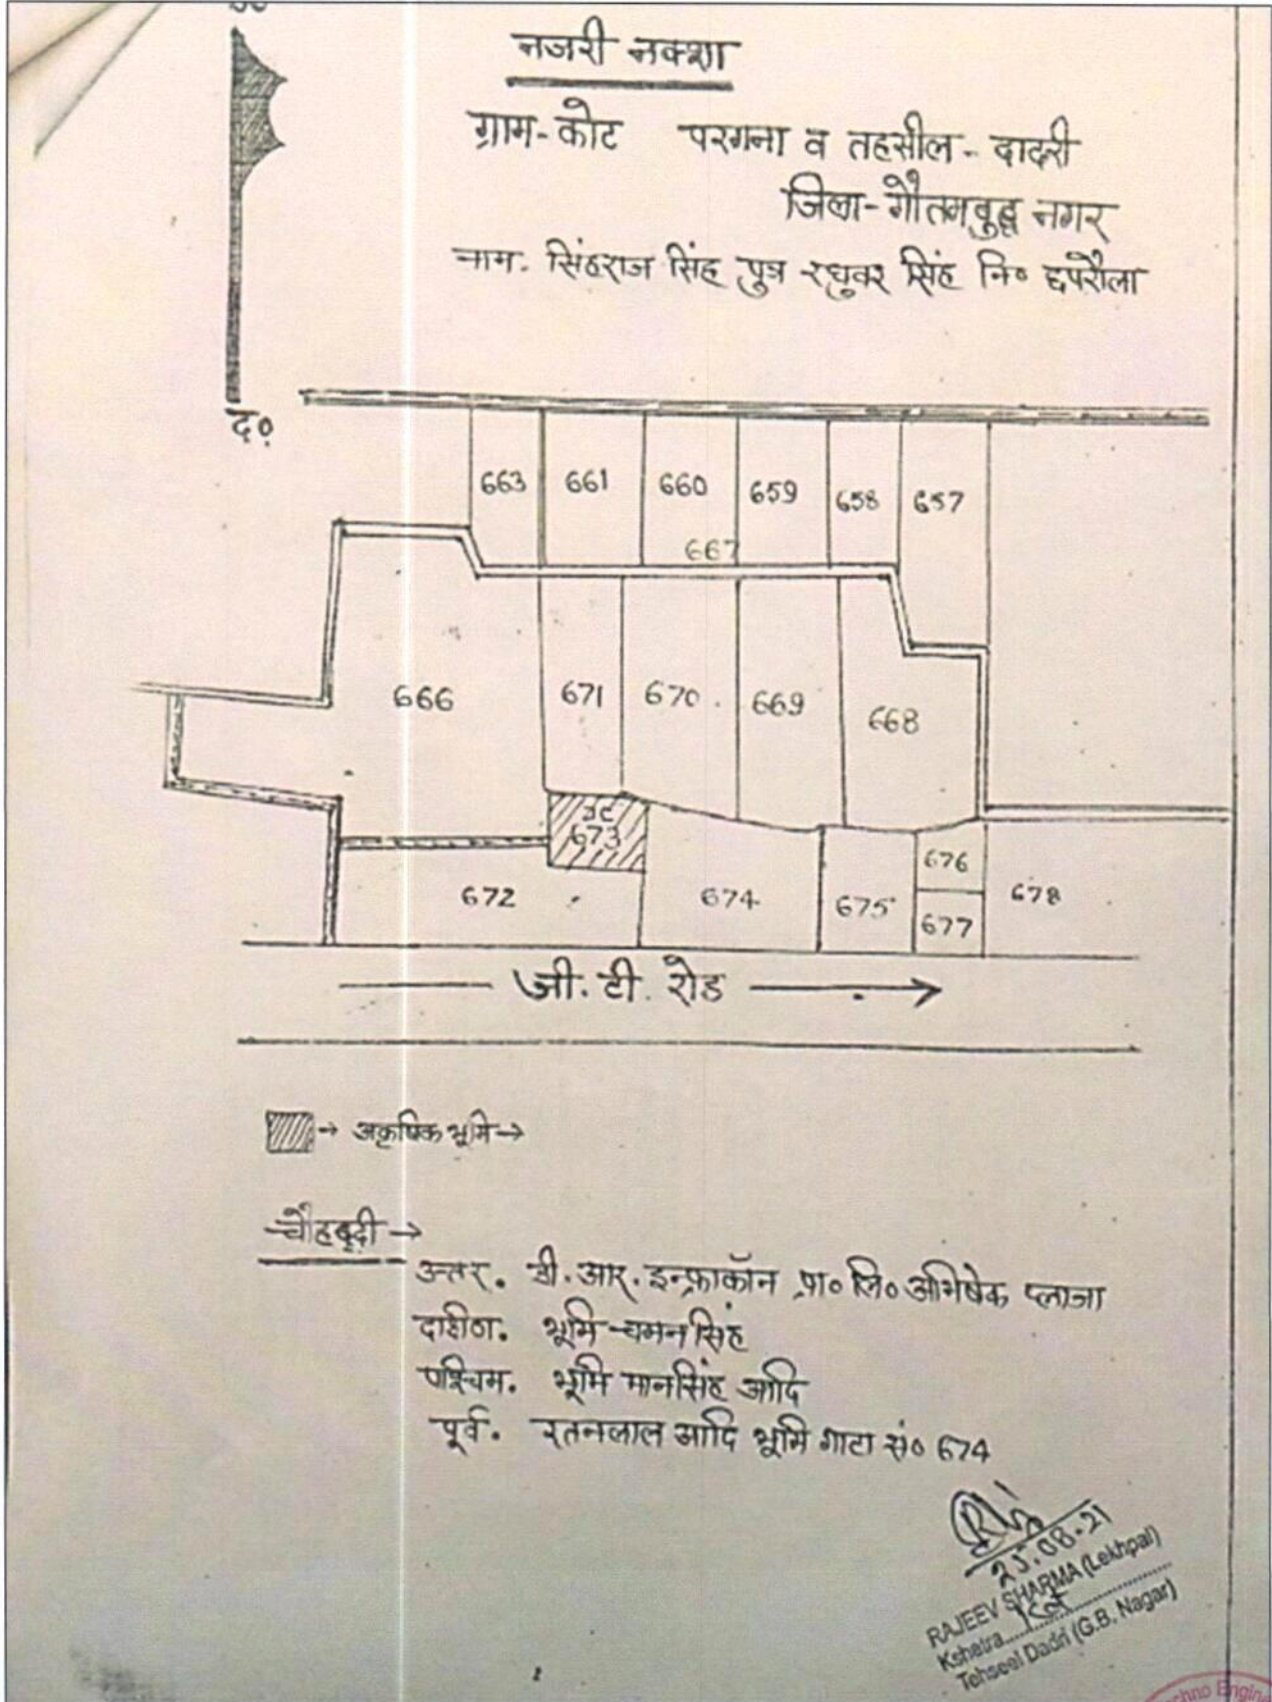 नजरी नक्शा
ग्राम-कोट परगना व तहसील - दादरी
जिला-गौतमबुद्ध नगर
नाम. सिंहराज सिंह पुत्र रघुवर सिंह नि० छपरौला
द०
663 661 660 659 658 657
667
666 671 670 669 668
673
676
672 674 675 678
677
जी.टी. रोड
अकृषिक भूमि
चौहद्दी
उत्तर. वी.आर. इन्फ्राकॉन प्रा० लि० अभिषेक प्लाजा
दक्षिण. भूमि चमन सिंह
पश्चिम. भूमि मानसिंह आदि
पूर्व. रतनलाल आदि भूमि गाटा सं० 674
25.08.21
RAJEEV SHARMA (Lekhpal)
Kshetra
Tehseel Dadri (G.B. Nagar)